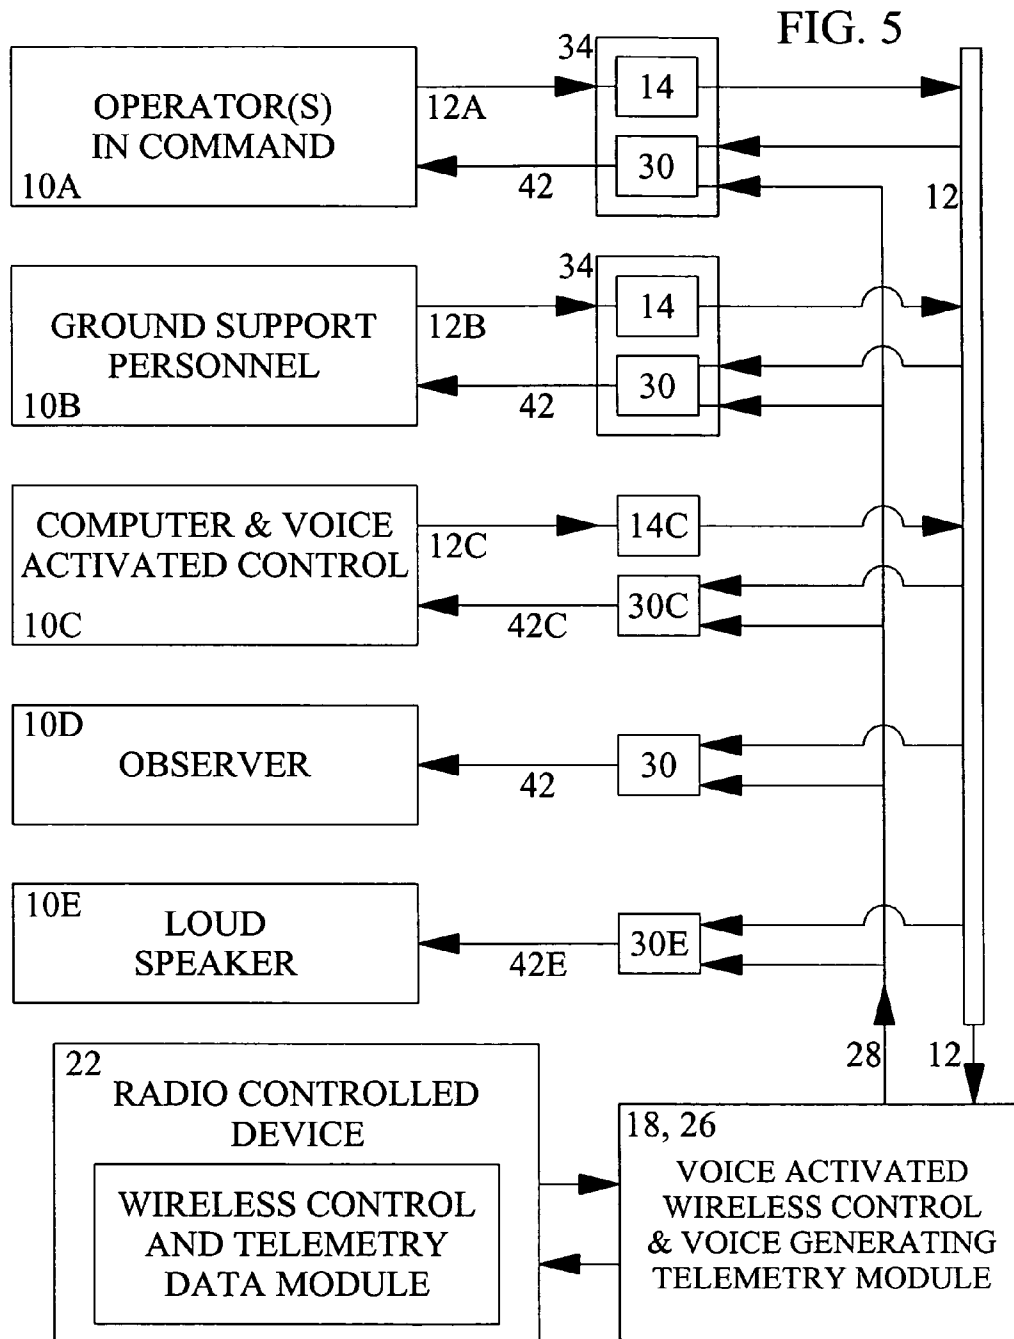 FIG. 5
34
14
OPERATOR(S)
IN COMMAND
12A
30
42
10A
12
34
14
GROUND SUPPORT
PERSONNEL
12B
30
42
10B
COMPUTER & VOICE
ACTIVATED CONTROL
12C
14C
30C
10C
42C
10D
OBSERVER
30
42
10E
LOUD
SPEAKER
30E
42E
28
12
22
RADIO CONTROLLED
DEVICE
WIRELESS CONTROL
AND TELEMETRY
DATA MODULE
18, 26
VOICE ACTIVATED
WIRELESS CONTROL
& VOICE GENERATING
TELEMETRY MODULE